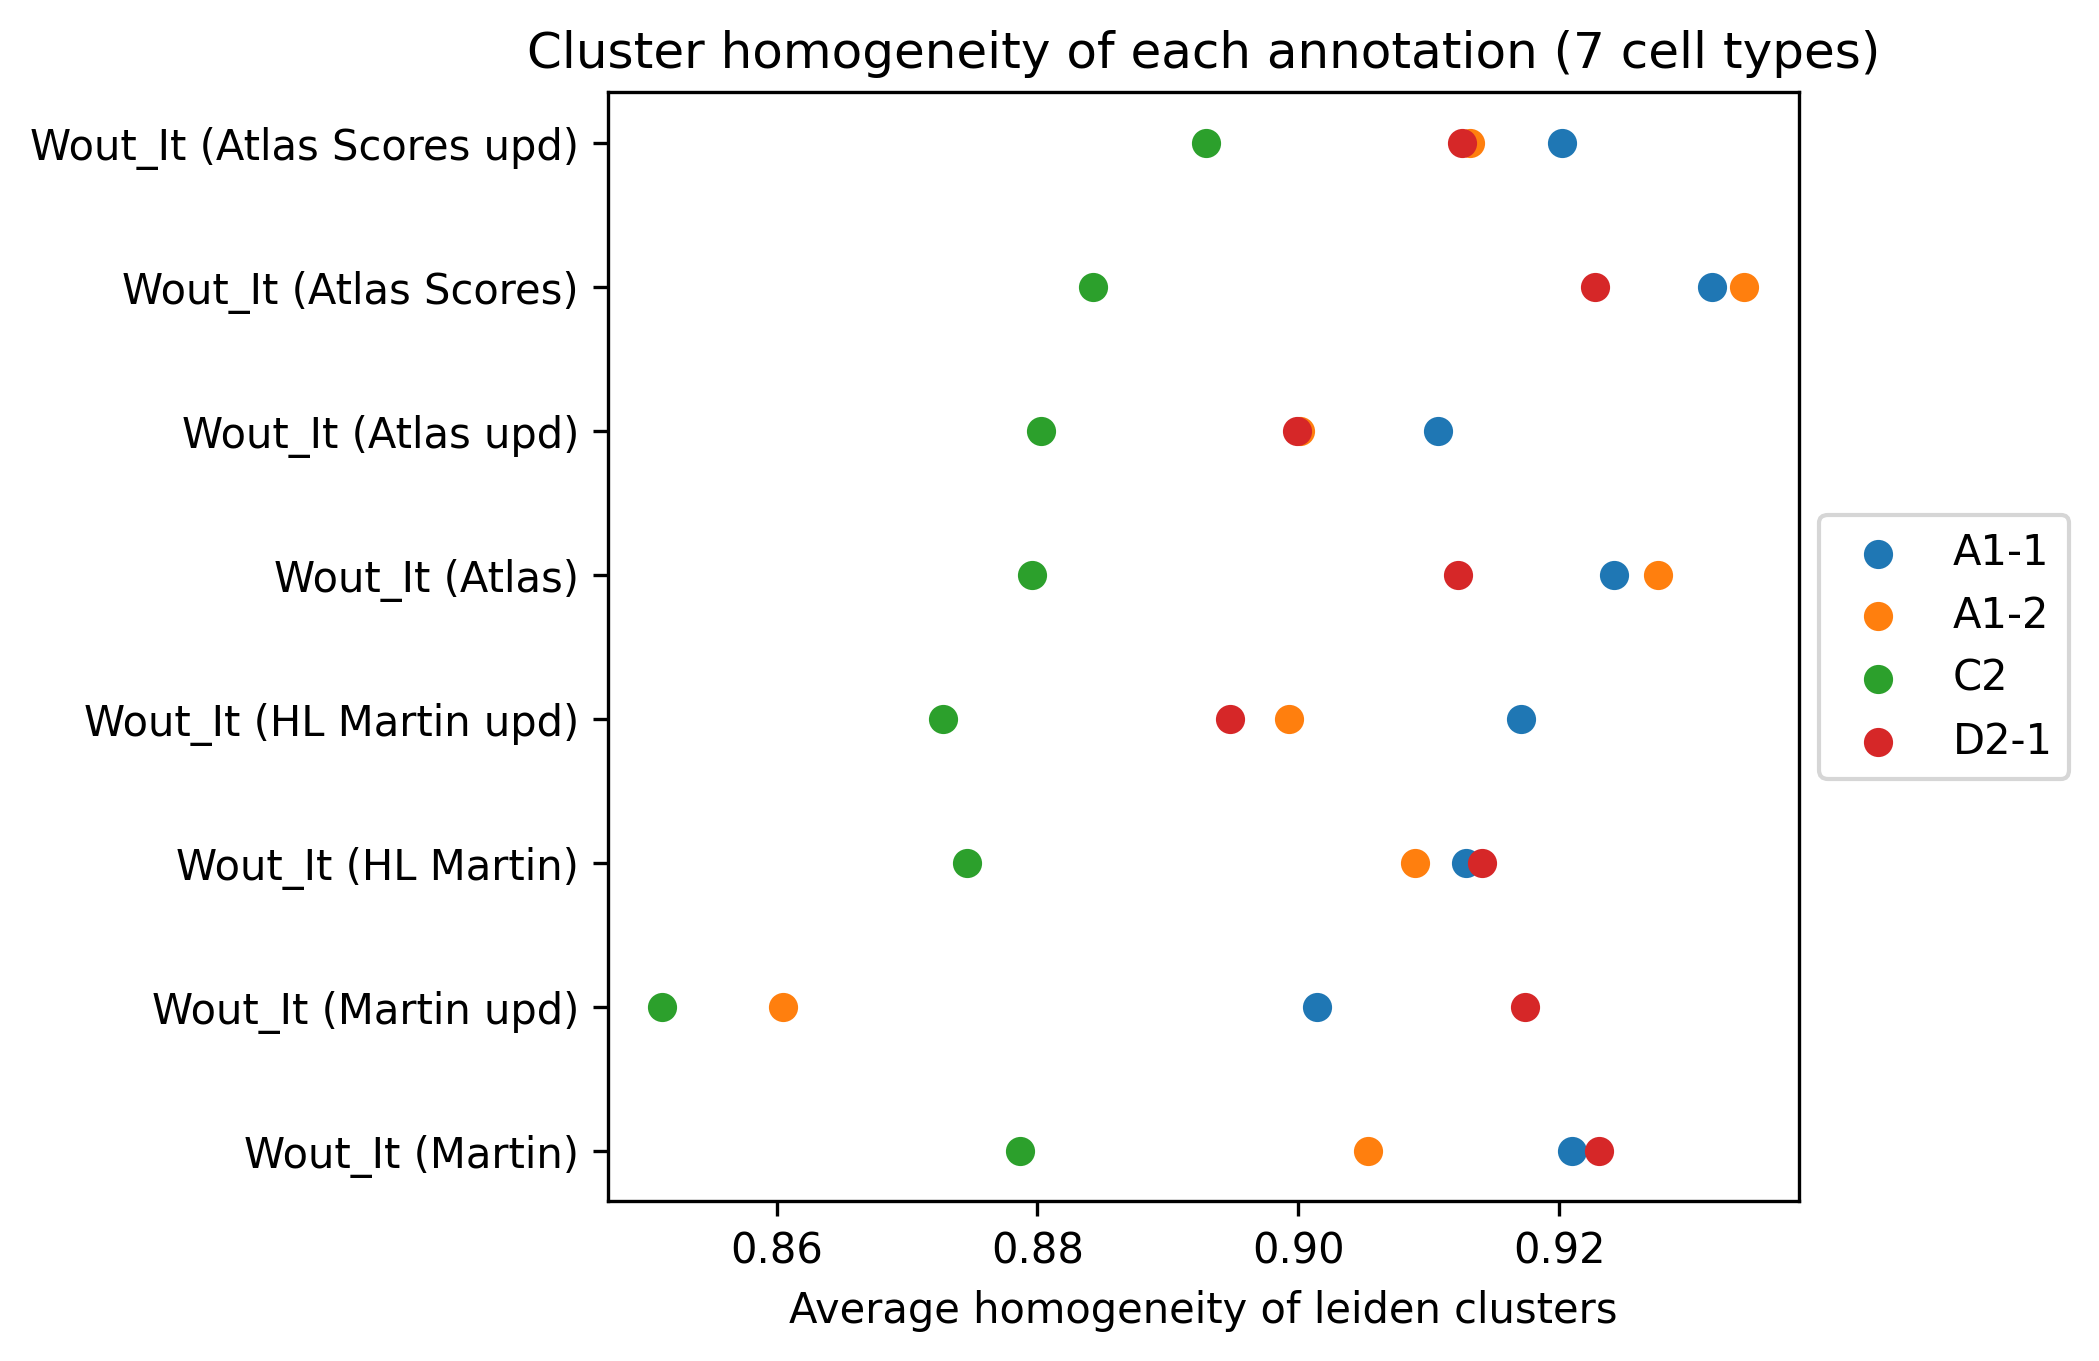 Cluster homogeneity of each annotation (7 cell types)
Wout_It (Atlas Scores upd)
Wout_It (Atlas Scores)
Wout_It (Atlas upd)
Wout_It (Atlas)
Wout_It (HL Martin upd)
Wout_It (HL Martin)
Wout_It (Martin upd)
Wout_It (Martin)
0.86 0.88 0.90 0.92
Average homogeneity of leiden clusters
A1-1
A1-2
C2
D2-1